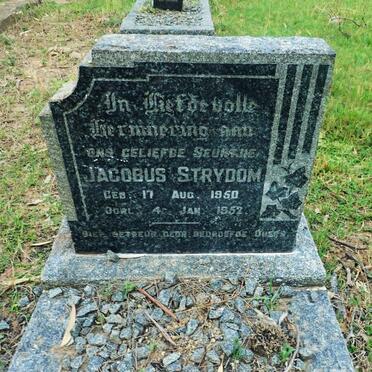 In Liefdevolle
Herinnering aan
ONS GELIEFDE SEUNTJIE
JACOBUS STRYDOM
GEB. 17 AUG. 1950
OORL. 4 JAN. 1952
DIEP BETREUR DEUR BEDROEFDE OUERS